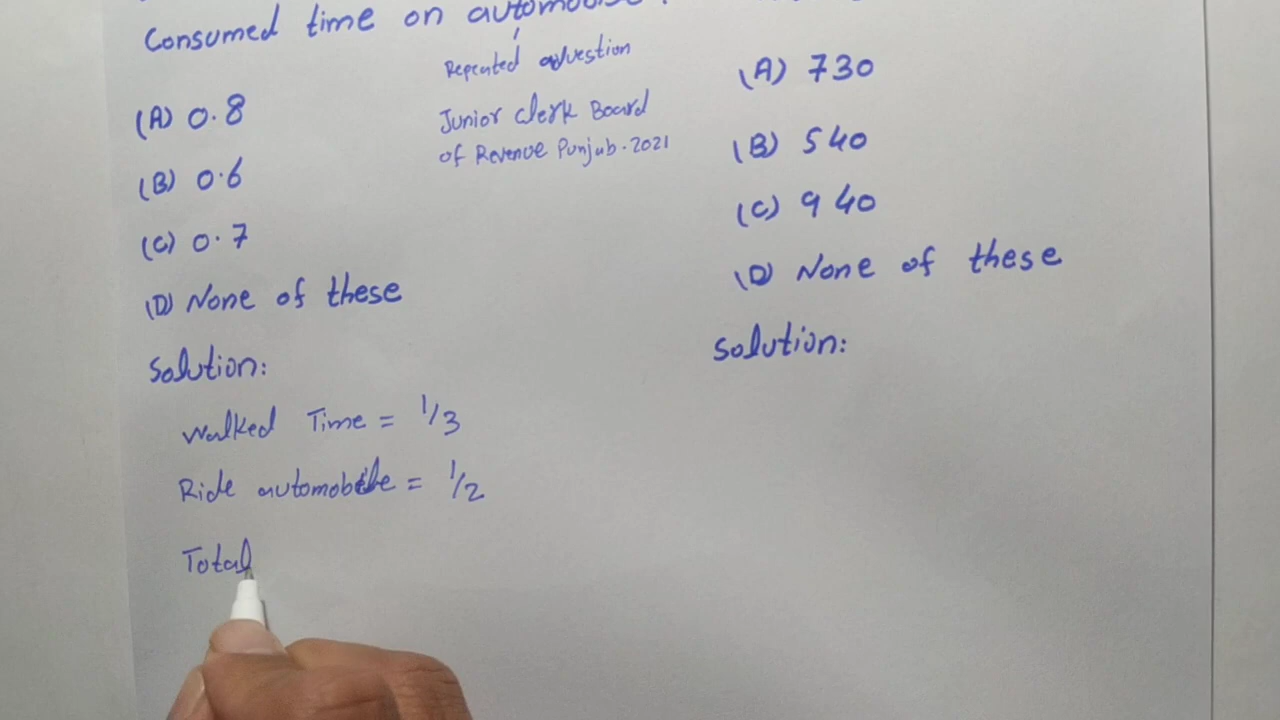 Consumed time on
Repeated question
Junior Clerk Board
of Revenue Punjub.2021
(A) 0.8
(B) 0.6
(C) 0.7
(D) None of these
Solution:
Walked Time = 1/3
Ride automobile = 1/2
Total
(A) 730
(B) 540
(C) 940
(D) None of these
Solution: